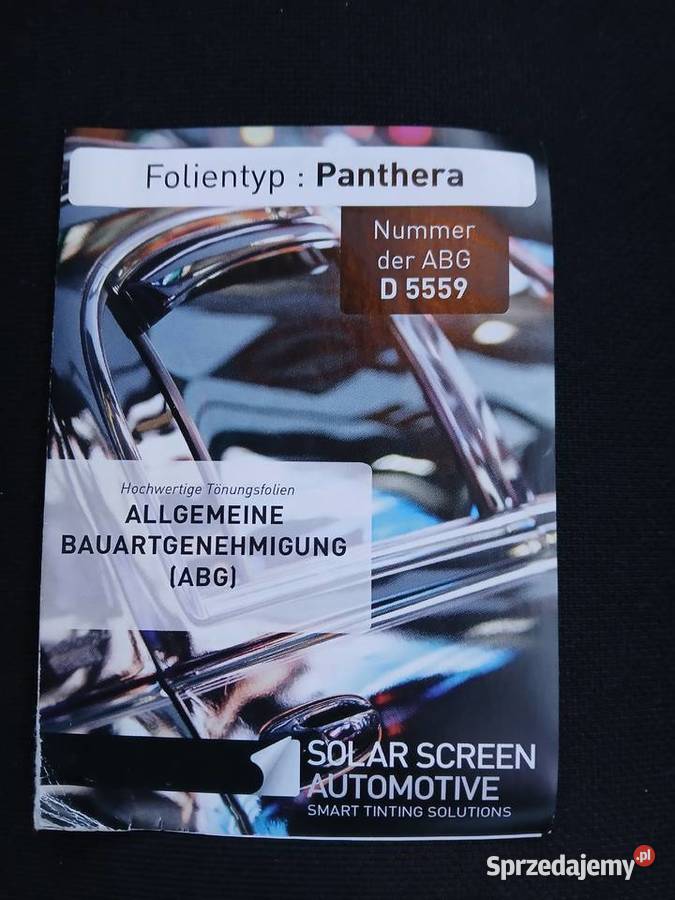 Folientyp : Panthera
Nummer
der ABG
D 5559
Hochwertige Tönungsfolien
ALLGEMEINE
BAUARTGENEHMIGUNG
(ABG)
SOLAR SCREEN
AUTOMOTIVE
SMART TINTING SOLUTIONS
Sprzedajemy.pl